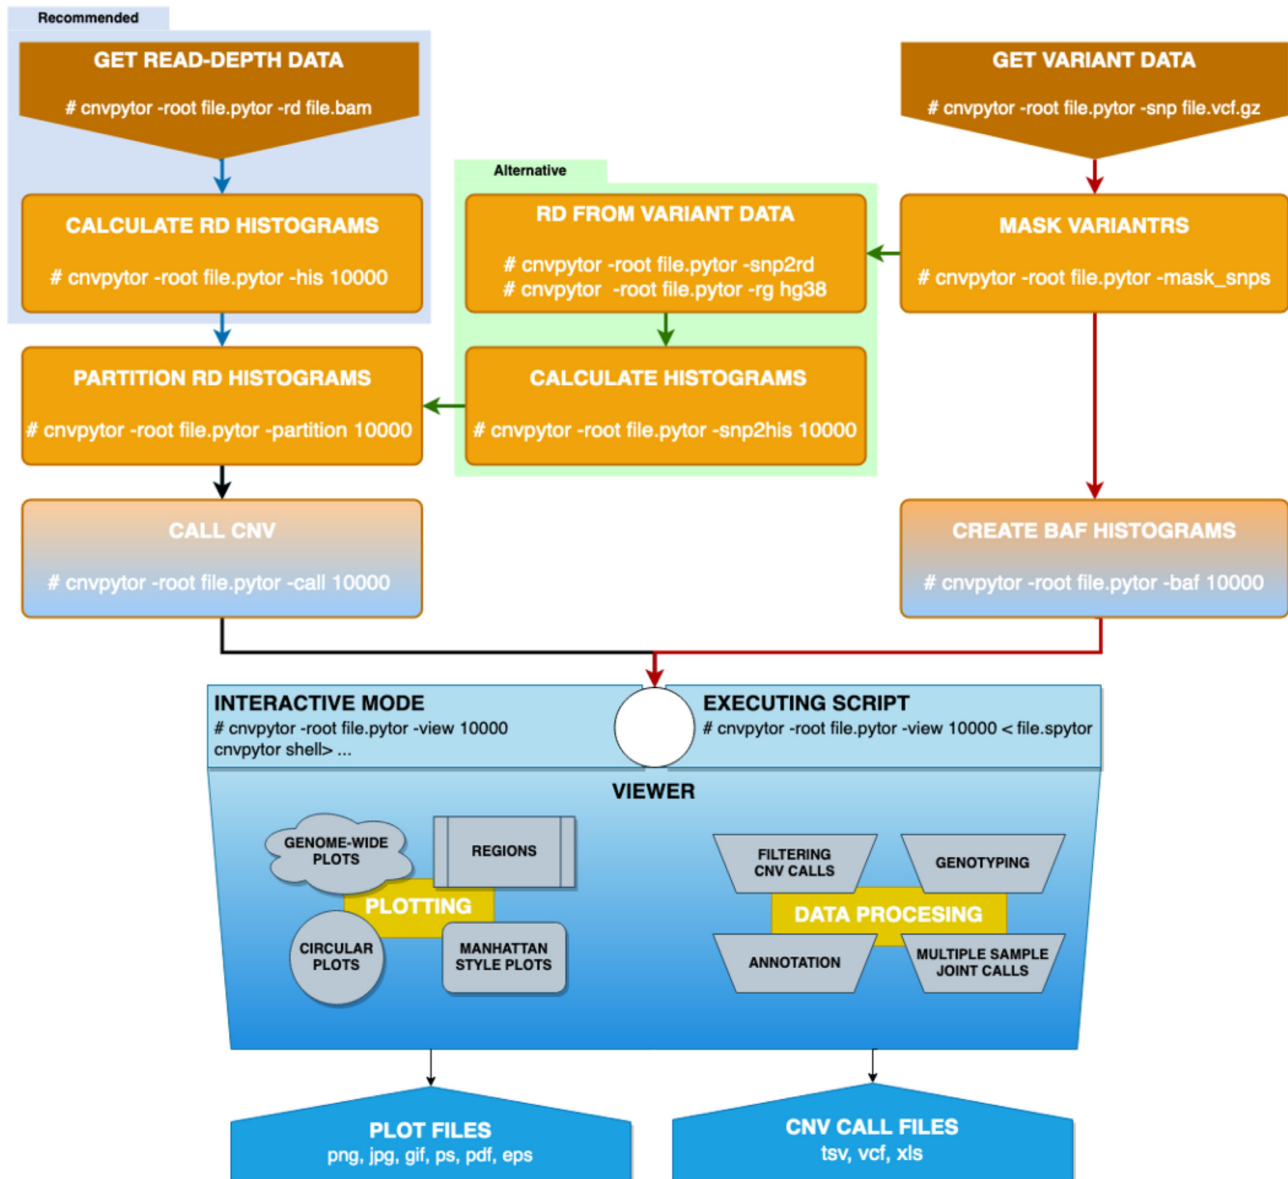 Recommended
GET READ-DEPTH DATA
# cnvpytor -root file.pytor -rd file.bam
GET VARIANT DATA
# cnvpytor -root file.pytor -snp file.vcf.gz
Alternative
CALCULATE RD HISTOGRAMS
# cnvpytor -root file.pytor -his 10000
RD FROM VARIANT DATA
# cnvpytor -root file.pytor -snp2rd
# cnvpytor -root file.pytor -rg hg38
MASK VARIANTRS
# cnvpytor -root file.pytor -mask_snps
PARTITION RD HISTOGRAMS
# cnvpytor -root file.pytor -partition 10000
CALCULATE HISTOGRAMS
# cnvpytor -root file.pytor -snp2his 10000
CALL CNV
# cnvpytor -root file.pytor -call 10000
CREATE BAF HISTOGRAMS
# cnvpytor -root file.pytor -baf 10000
INTERACTIVE MODE
# cnvpytor -root file.pytor -view 10000
cnvpytor shell> ...
EXECUTING SCRIPT
# cnvpytor -root file.pytor -view 10000 < file.spytor
VIEWER
GENOME-WIDE
PLOTS
REGIONS
PLOTTING
CIRCULAR
PLOTS
MANHATTAN
STYLE PLOTS
FILTERING
CNV CALLS
GENOTYPING
DATA PROCESING
ANNOTATION
MULTIPLE SAMPLE
JOINT CALLS
PLOT FILES
png, jpg, gif, ps, pdf, eps
CNV CALL FILES
tsv, vcf, xls